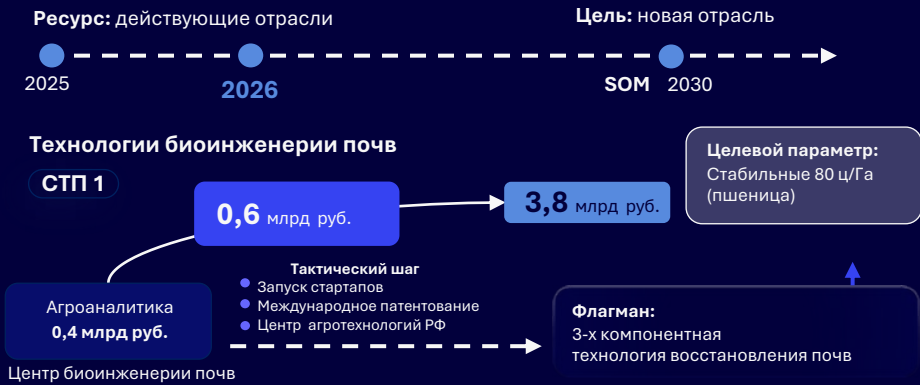 Ресурс: действующие отрасли
Цель: новая отрасль
2025
2026
SOM 2030
Технологии биоинженерии почв
СТП 1
0,6 млрд руб.
3,8 млрд руб.
Целевой параметр:
Стабильные 80 ц/Га
(пшеница)
Агроаналитика
0,4 млрд руб.
Центр биоинженерии почв
Тактический шаг
Запуск стартапов
Международное патентование
Центр агротехнологий РФ
Флагман:
3-х компонентная
технология восстановления почв